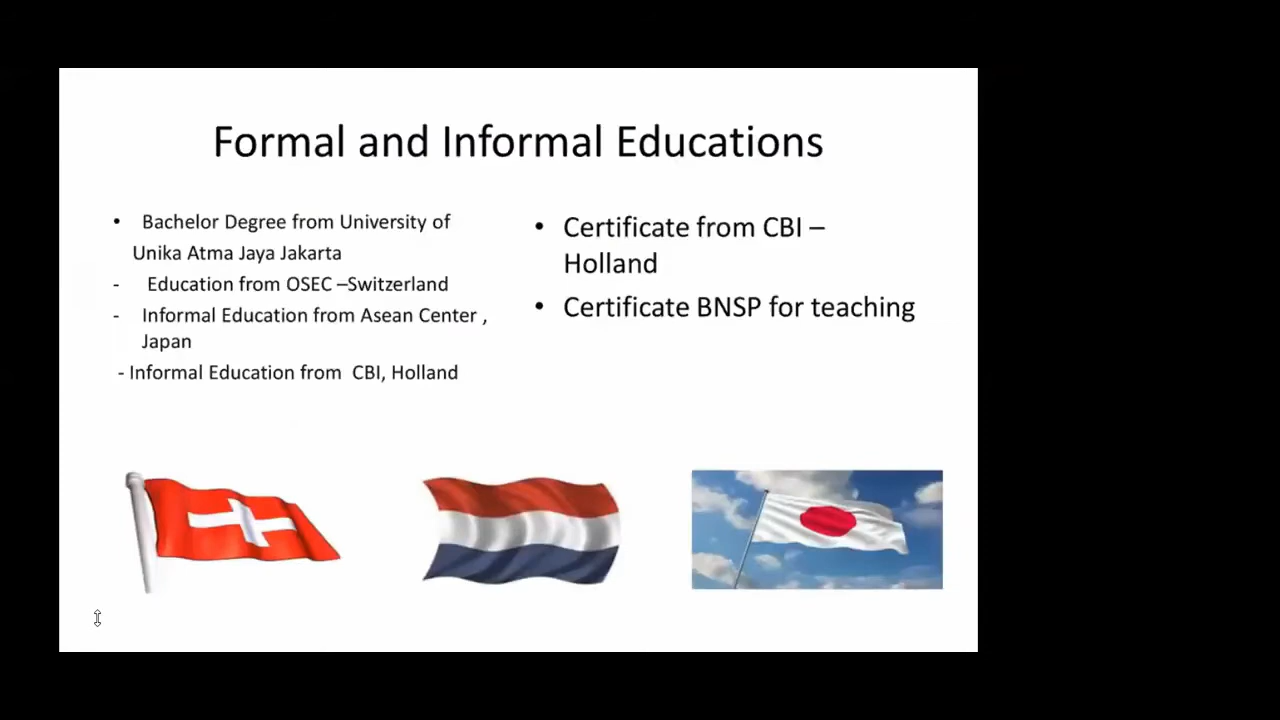 Formal and Informal Educations
• Bachelor Degree from University of
Unika Atma Jaya Jakarta
- Education from OSEC –Switzerland
- Informal Education from Asean Center ,
Japan
- Informal Education from CBI, Holland
• Certificate from CBI –
Holland
• Certificate BNSP for teaching